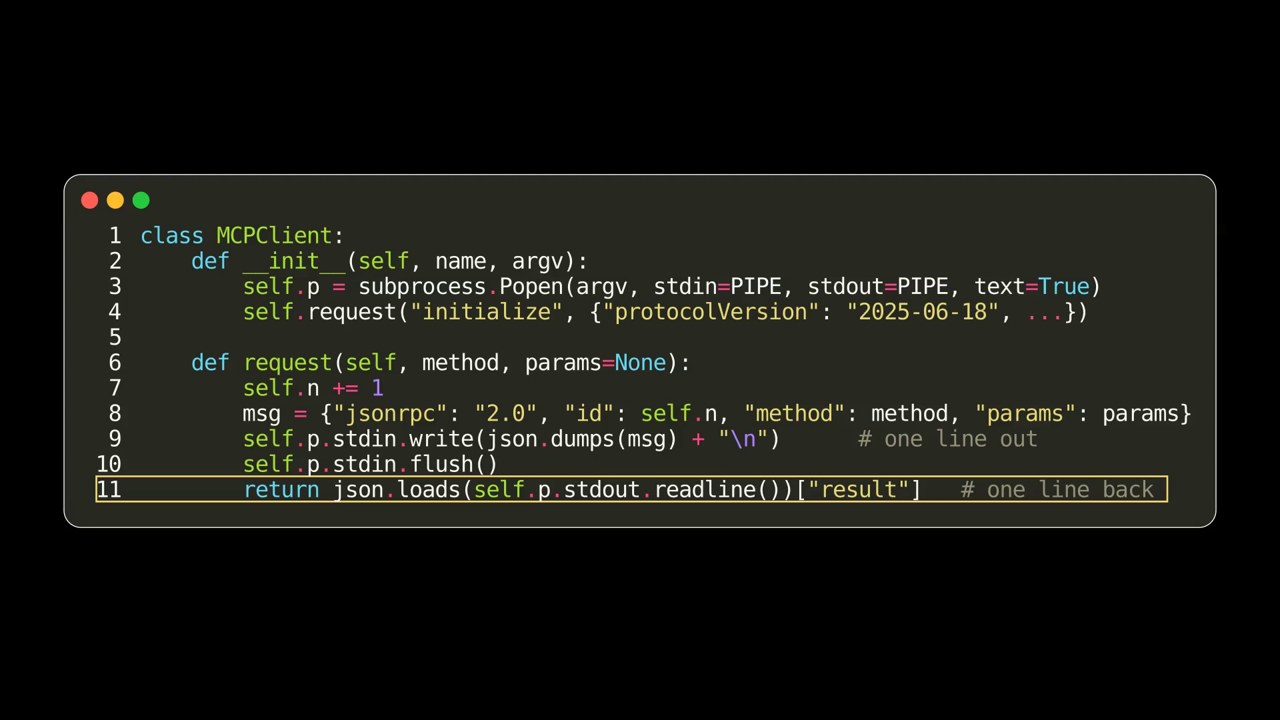 1 class MCPClient:
2     def __init__(self, name, argv):
3         self.p = subprocess.Popen(argv, stdin=PIPE, stdout=PIPE, text=True)
4         self.request("initialize", {"protocolVersion": "2025-06-18", ...})
5
6     def request(self, method, params=None):
7         self.n += 1
8         msg = {"jsonrpc": "2.0", "id": self.n, "method": method, "params": params}
9         self.p.stdin.write(json.dumps(msg) + "\n")      # one line out
10         self.p.stdin.flush()
11         return json.loads(self.p.stdout.readline())["result"]   # one line back